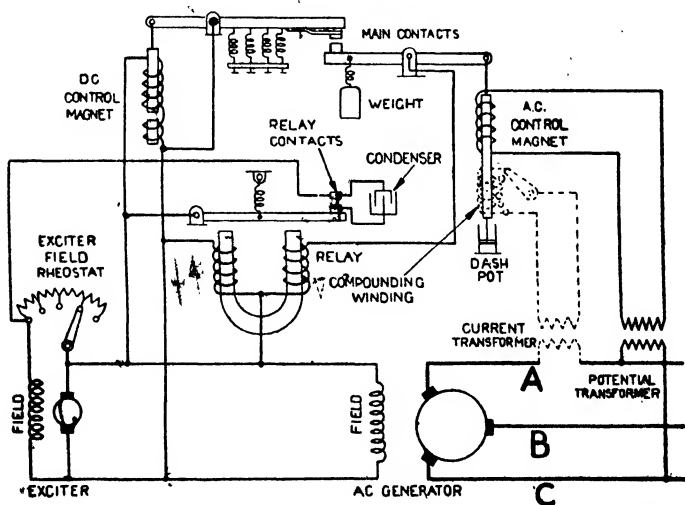 MAIN CONTACTS
DC
CONTROL
MAGNET
WEIGHT
A.C.
CONTROL
MAGNET
RELAY
CONTACTS
CONDENSER
EXCITER
FIELD
RHEOSTAT
RELAY
COMPOUNDING
WINDING
DASH
POT
CURRENT
TRANSFORMER
POTENTIAL
TRANSFORMER
A
B
C
FIELD
FIELD
EXCITER
AC GENERATOR